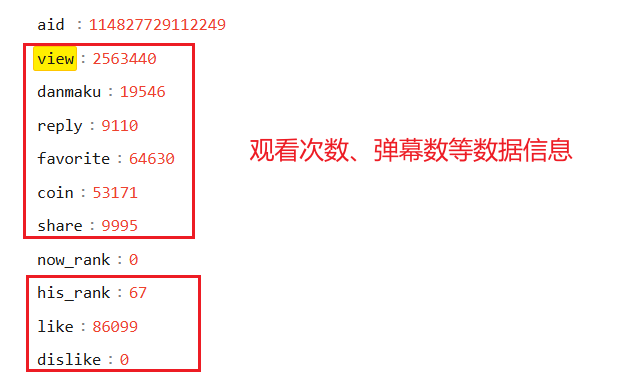 aid : 114827729112249
view : 2563440
danmaku : 19546
reply : 9110
观看次数、弹幕数等数据信息
favorite : 64630
coin : 53171
share : 9995
now_rank : 0
his_rank : 67
like : 86099
dislike : 0